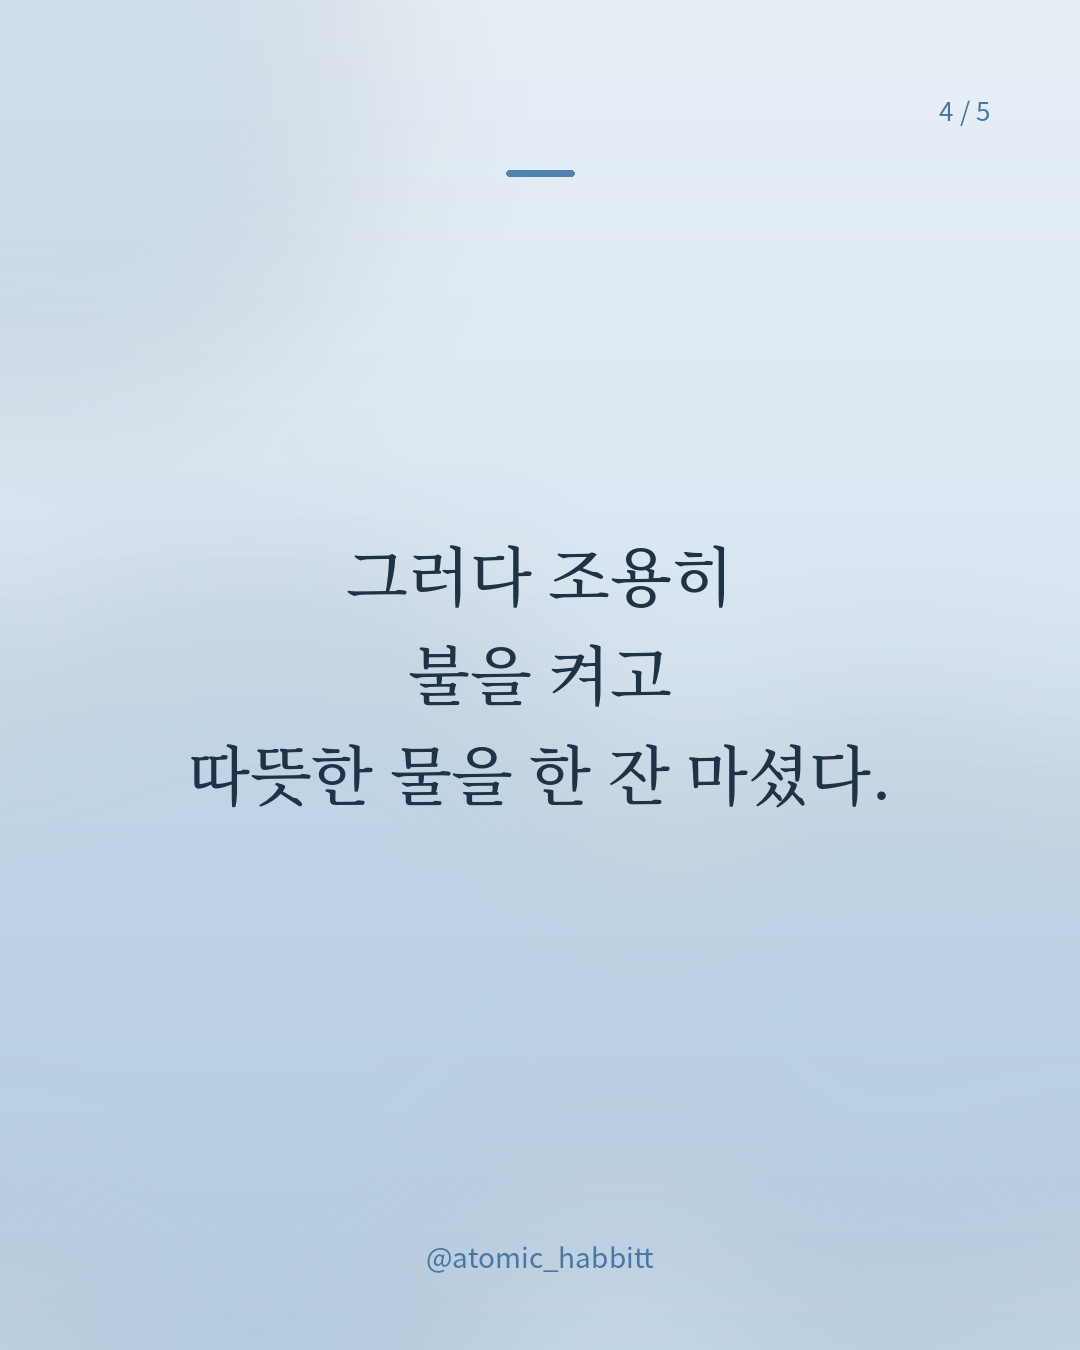 4 / 5
그러다 조용히
불을 켜고
따뜻한 물을 한 잔 마셨다.
@atomic_habbitt